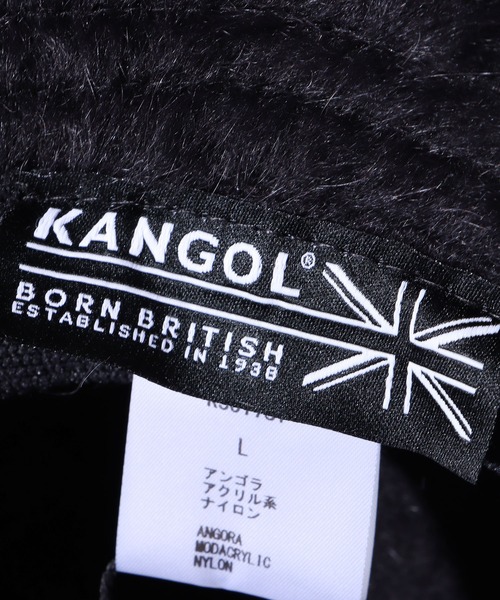 KANGOL®
BORN BRITISH
ESTABLISHED IN 1938
L
アンゴラ
アクリル系
ナイロン
ANGORA
MODACRYLIC
NYLON